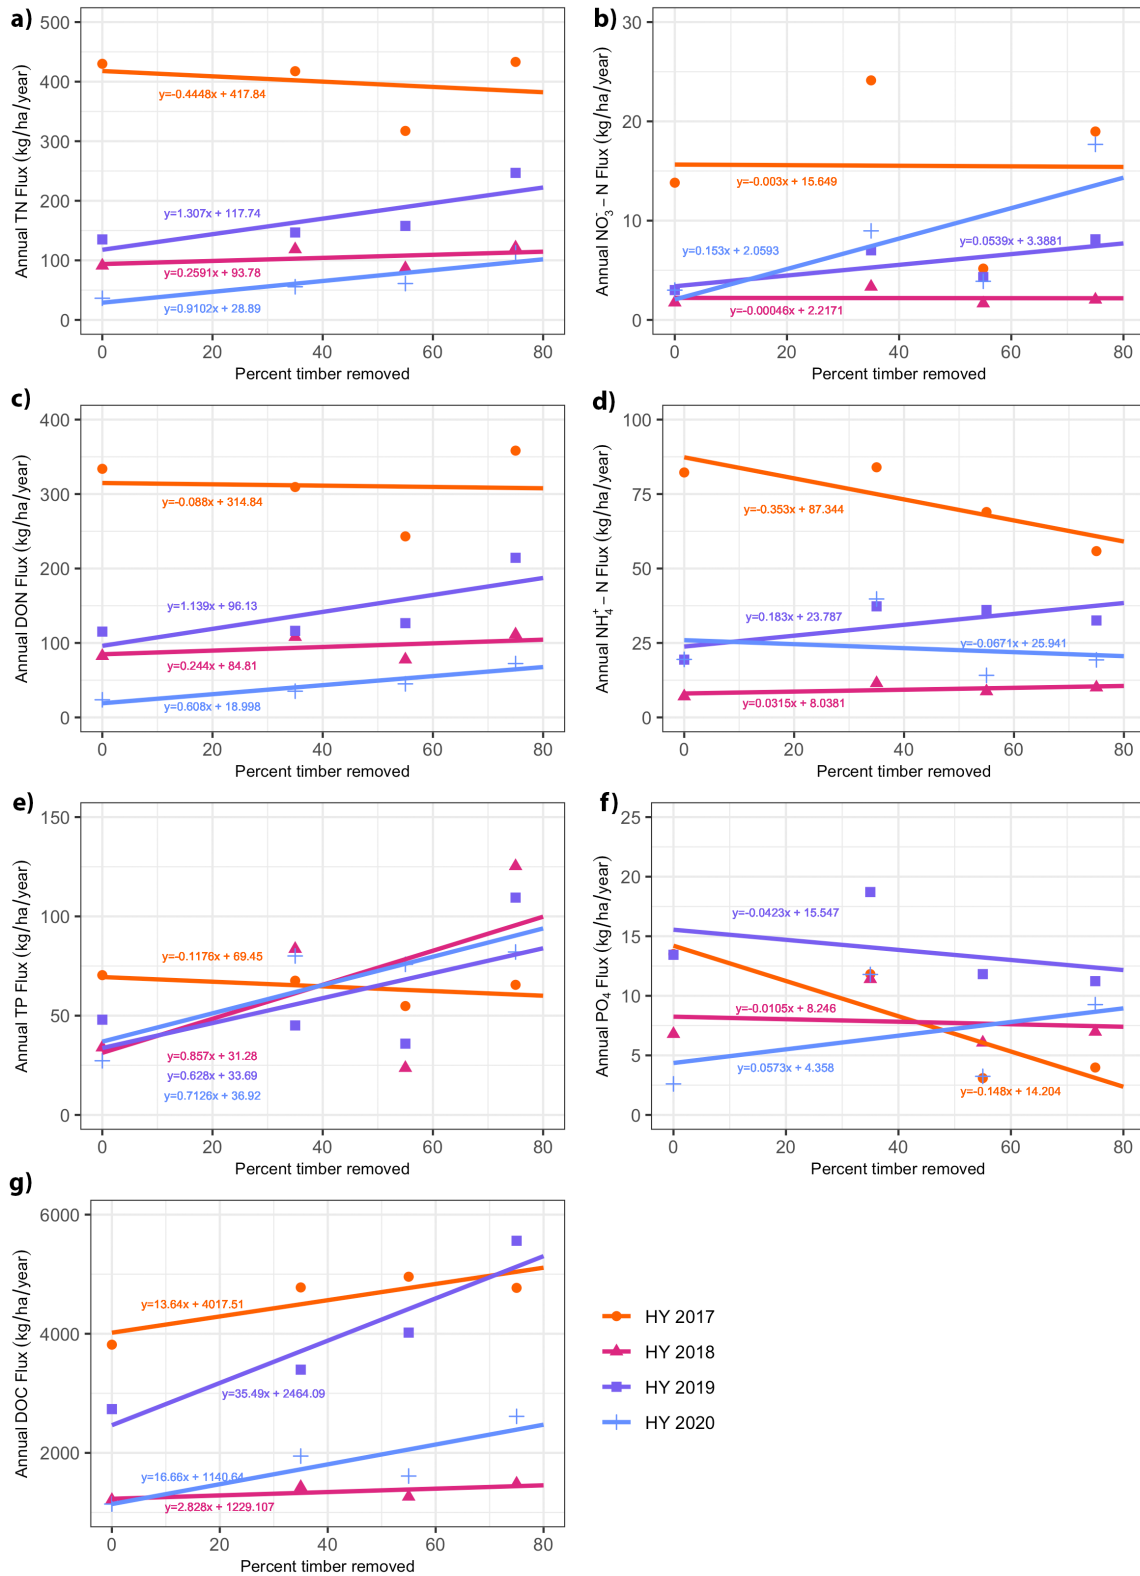 a)
500
400
300
200
100
0
Annual TN Flux (kg/ha/year)
y=-0.4448x + 417.84
y=1.307x + 117.74
y=0.2591x + 93.78
y=0.9102x + 28.89
0 20 40 60 80
Percent timber removed
b)
30
20
10
0
Annual NO₃⁻ – N Flux (kg/ha/year)
y=-0.003x + 15.649
y=0.153x + 2.0593
y=0.0539x + 3.3881
y=-0.00046x + 2.2171
0 20 40 60 80
Percent timber removed
c)
400
300
200
100
0
Annual DON Flux (kg/ha/year)
y=-0.088x + 314.84
y=1.139x + 96.13
y=0.244x + 84.81
y=0.608x + 18.998
0 20 40 60 80
Percent timber removed
d)
100
75
50
25
0
Annual NH₄⁺ – N Flux (kg/ha/year)
y=-0.353x + 87.344
y=0.183x + 23.787
y=-0.0671x + 25.941
y=0.0315x + 8.0381
0 20 40 60 80
Percent timber removed
e)
150
100
50
0
Annual TP Flux (kg/ha/year)
y=-0.1176x + 69.45
y=0.857x + 31.28
y=0.628x + 33.69
y=0.7126x + 36.92
0 20 40 60 80
Percent timber removed
f)
25
20
15
10
5
0
Annual PO₄ Flux (kg/ha/year)
y=-0.0423x + 15.547
y=-0.0105x + 8.246
y=0.0573x + 4.358
y=-0.148x + 14.204
0 20 40 60 80
Percent timber removed
g)
6000
4000
2000
Annual DOC Flux (kg/ha/year)
y=13.64x + 4017.51
y=35.49x + 2464.09
y=16.66x + 1140.64
y=2.828x + 1229.107
0 20 40 60 80
Percent timber removed
HY 2017
HY 2018
HY 2019
HY 2020